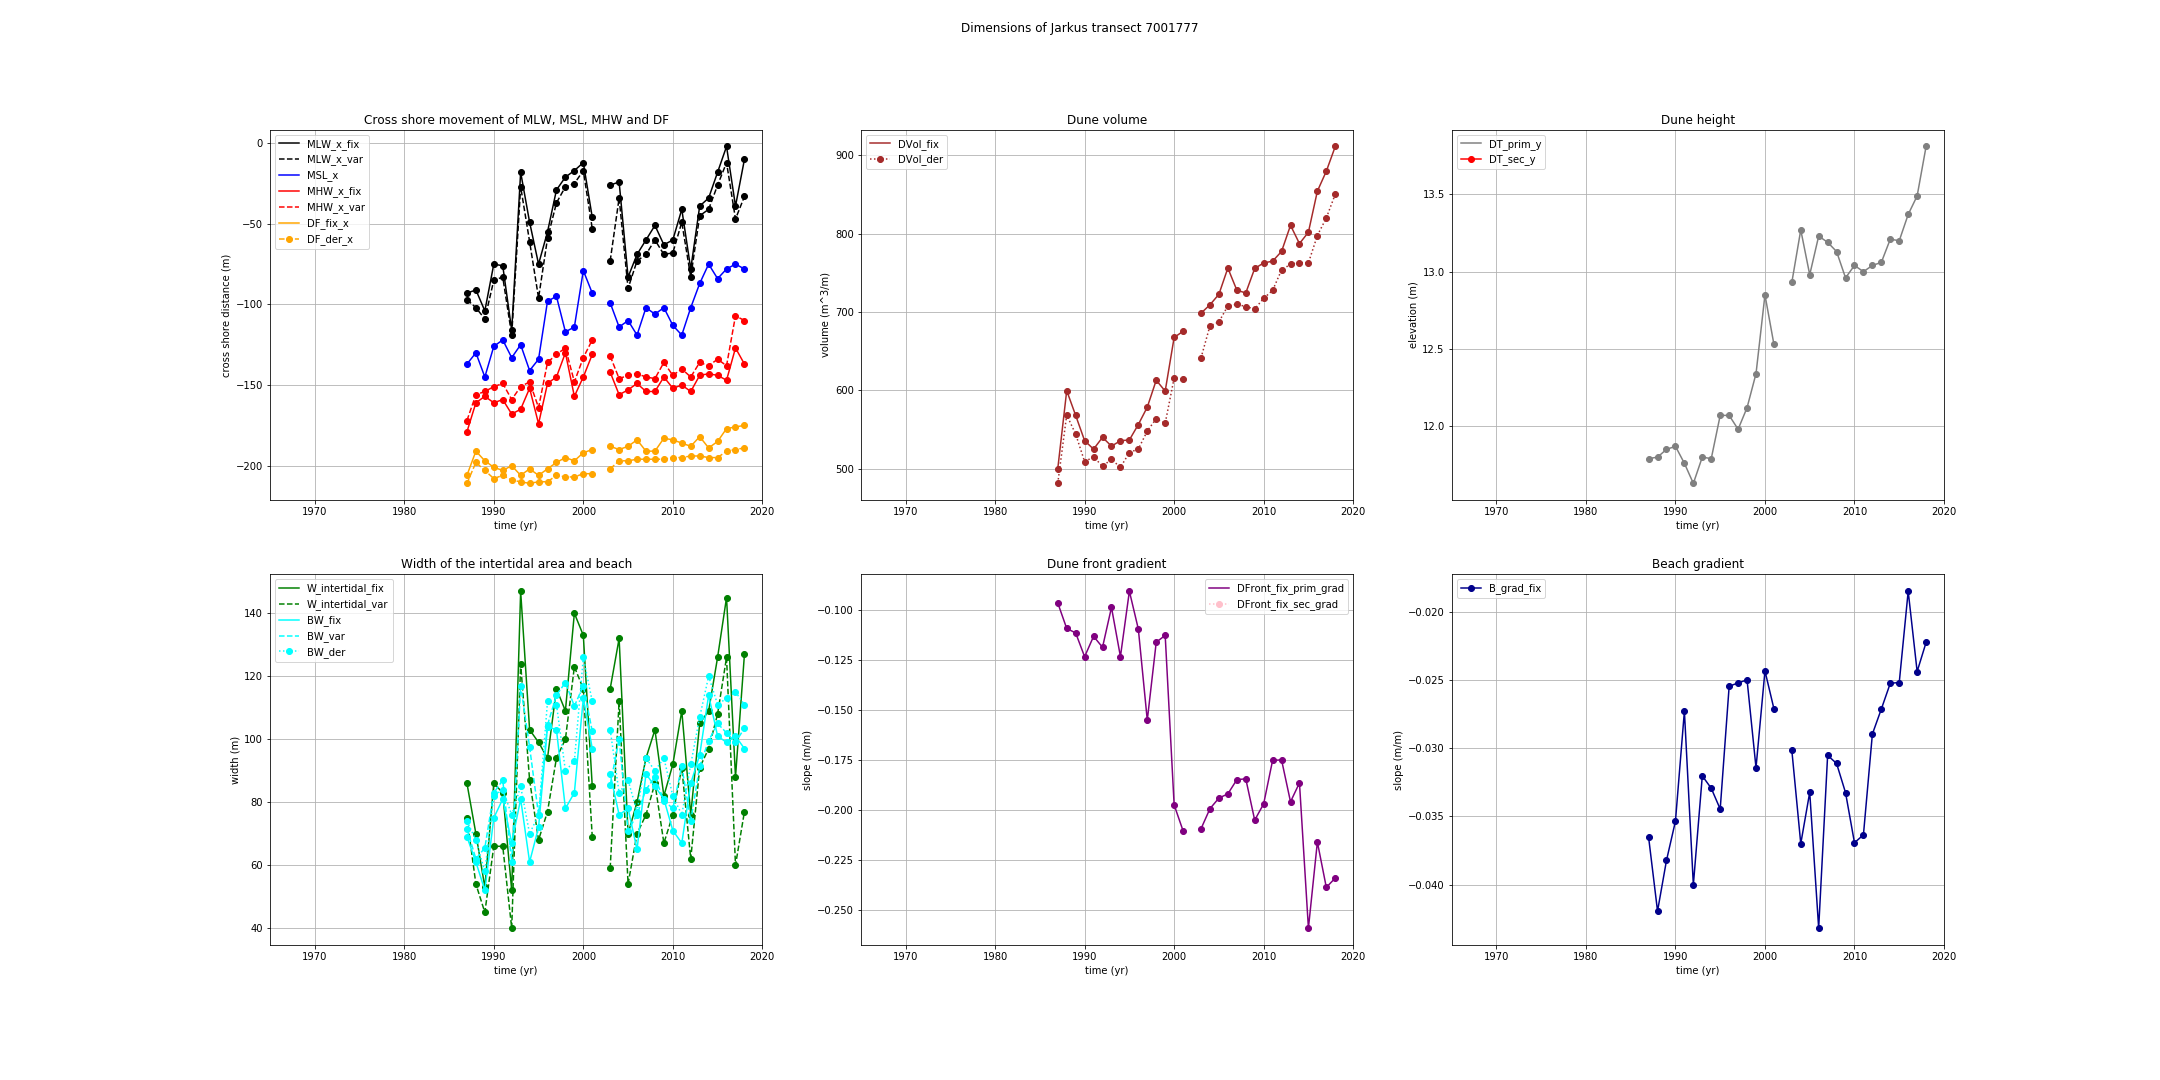 Dimensions of Jarkus transect 7001777
Cross shore movement of MLW, MSL, MHW and DF
cross shore distance (m)
0
−50
−100
−150
−200
MLW_x_fix
MLW_x_var
MSL_x
MHW_x_fix
MHW_x_var
DF_fix_x
DF_der_x
1970 1980 1990 2000 2010 2020
time (yr)
Dune volume
volume (m^3/m)
900
800
700
600
500
DVol_fix
DVol_der
1970 1980 1990 2000 2010 2020
time (yr)
Dune height
elevation (m)
13.5
13.0
12.5
12.0
DT_prim_y
DT_sec_y
1970 1980 1990 2000 2010 2020
time (yr)
Width of the intertidal area and beach
width (m)
140
120
100
80
60
40
W_intertidal_fix
W_intertidal_var
BW_fix
BW_var
BW_der
1970 1980 1990 2000 2010 2020
time (yr)
Dune front gradient
slope (m/m)
−0.100
−0.125
−0.150
−0.175
−0.200
−0.225
−0.250
DFront_fix_prim_grad
DFront_fix_sec_grad
1970 1980 1990 2000 2010 2020
time (yr)
Beach gradient
slope (m/m)
−0.020
−0.025
−0.030
−0.035
−0.040
B_grad_fix
1970 1980 1990 2000 2010 2020
time (yr)